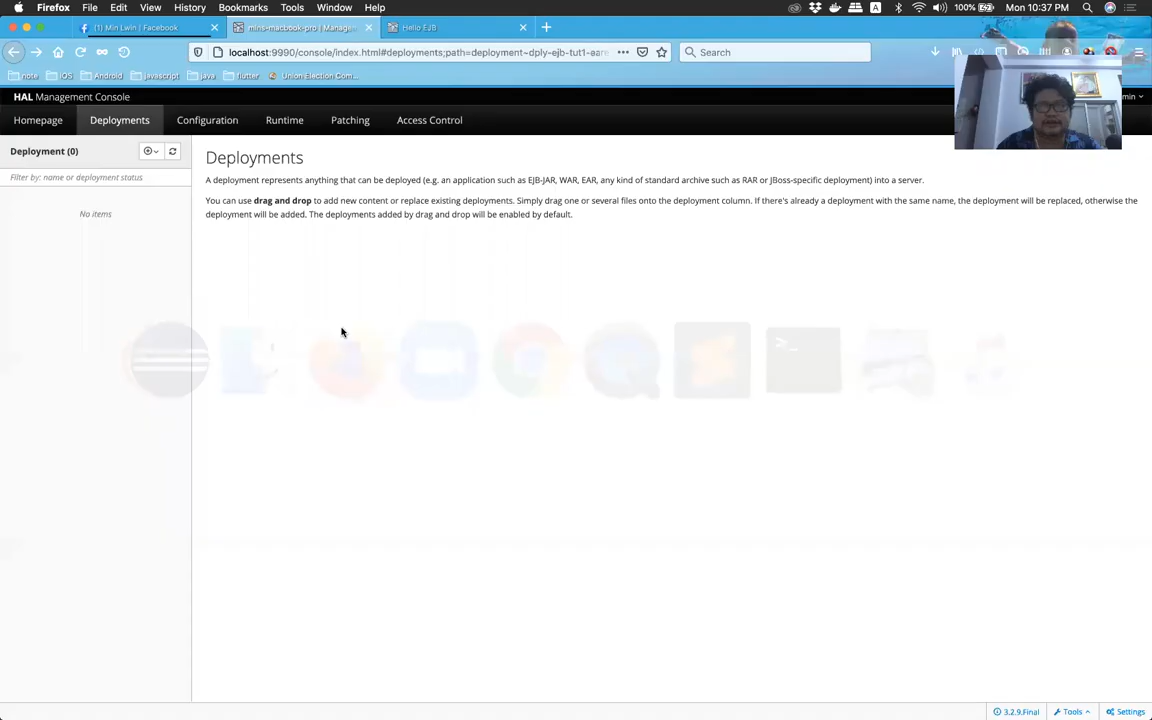 Firefox File Edit View History Bookmarks Tools Window Help
100% Mon 10:37 PM
(1) Min Lwin | Facebook
mins-macbook-pro | Manage
Hello EJB
localhost:9990/console/index.html#deployments;path=deployment~dply-ejb-tut1-ear
Search
note iOS Android Javascript java flutter Union Election Com...
HAL Management Console
min
Homepage Deployments Configuration Runtime Patching Access Control
Deployment (0)
Filter by: name or deployment status
No items
Deployments
A deployment represents anything that can be deployed (e.g. an application such as EJB-JAR, WAR, EAR, any kind of standard archive such as RAR or JBoss-specific deployment) into a server.
You can use drag and drop to add new content or replace existing deployments. Simply drag one or several files onto the deployment column. If there's already a deployment with the same name, the deployment will be replaced, otherwise the
deployment will be added. The deployments added by drag and drop will be enabled by default.
3.2.9.Final Tools Settings